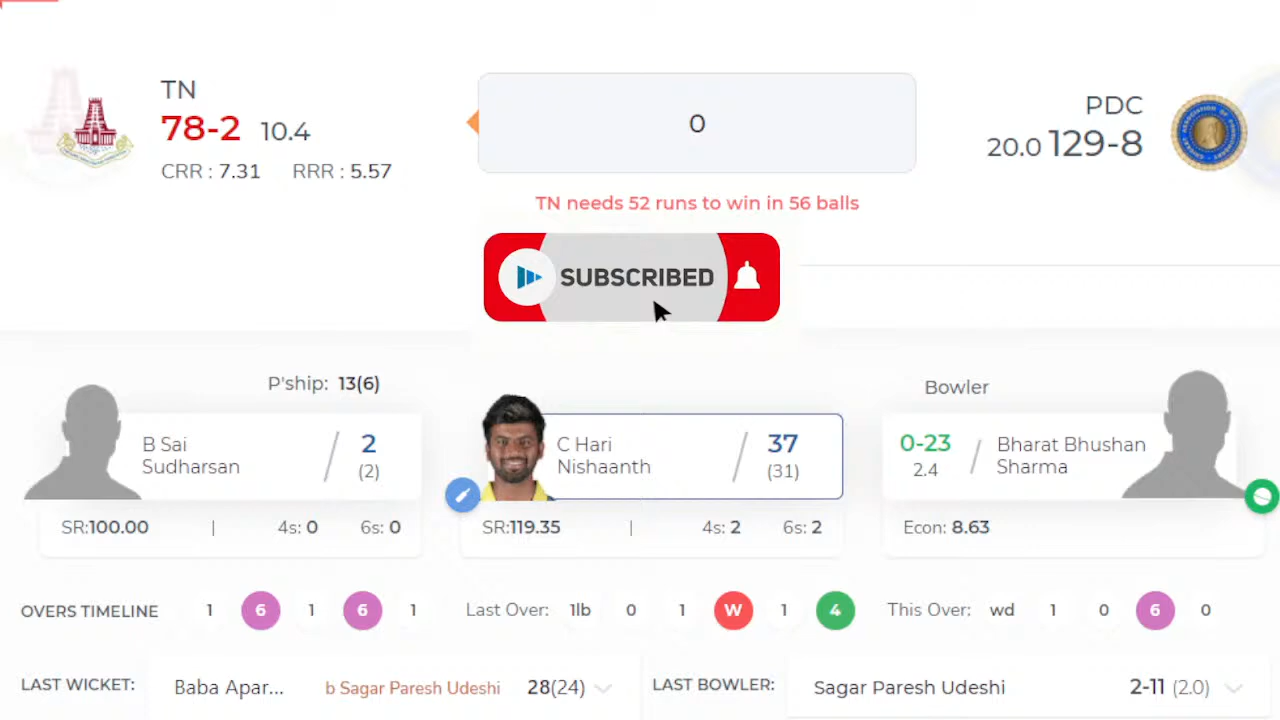 TN
78-2 10.4
CRR : 7.31 RRR : 5.57
0
TN needs 52 runs to win in 56 balls
PDC
20.0 129-8
SUBSCRIBED
P'ship: 13(6)
B Sai
Sudharsan
2
(2)
SR:100.00 | 4s: 0 6s: 0
C Hari
Nishaanth
37
(31)
SR:119.35 | 4s: 2 6s: 2
Bowler
0-23
2.4
Bharat Bhushan
Sharma
Econ: 8.63
OVERS TIMELINE 1 6 1 6 1 Last Over: 1lb 0 1 W 1 4 This Over: wd 1 0 6 0
LAST WICKET: Baba Apar... b Sagar Paresh Udeshi 28(24) LAST BOWLER: Sagar Paresh Udeshi 2-11 (2.0)